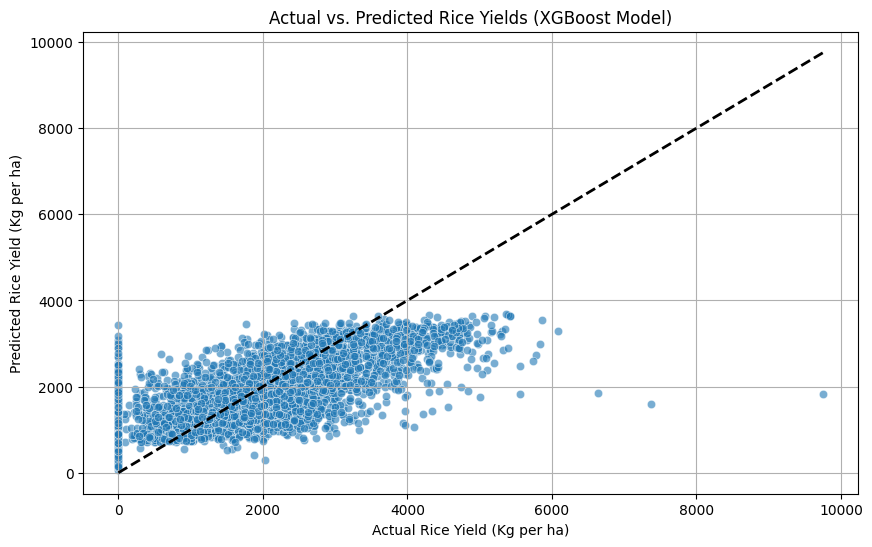 Actual vs. Predicted Rice Yields (XGBoost Model)
10000
8000
6000
4000
2000
0
Predicted Rice Yield (Kg per ha)
0 2000 4000 6000 8000 10000
Actual Rice Yield (Kg per ha)